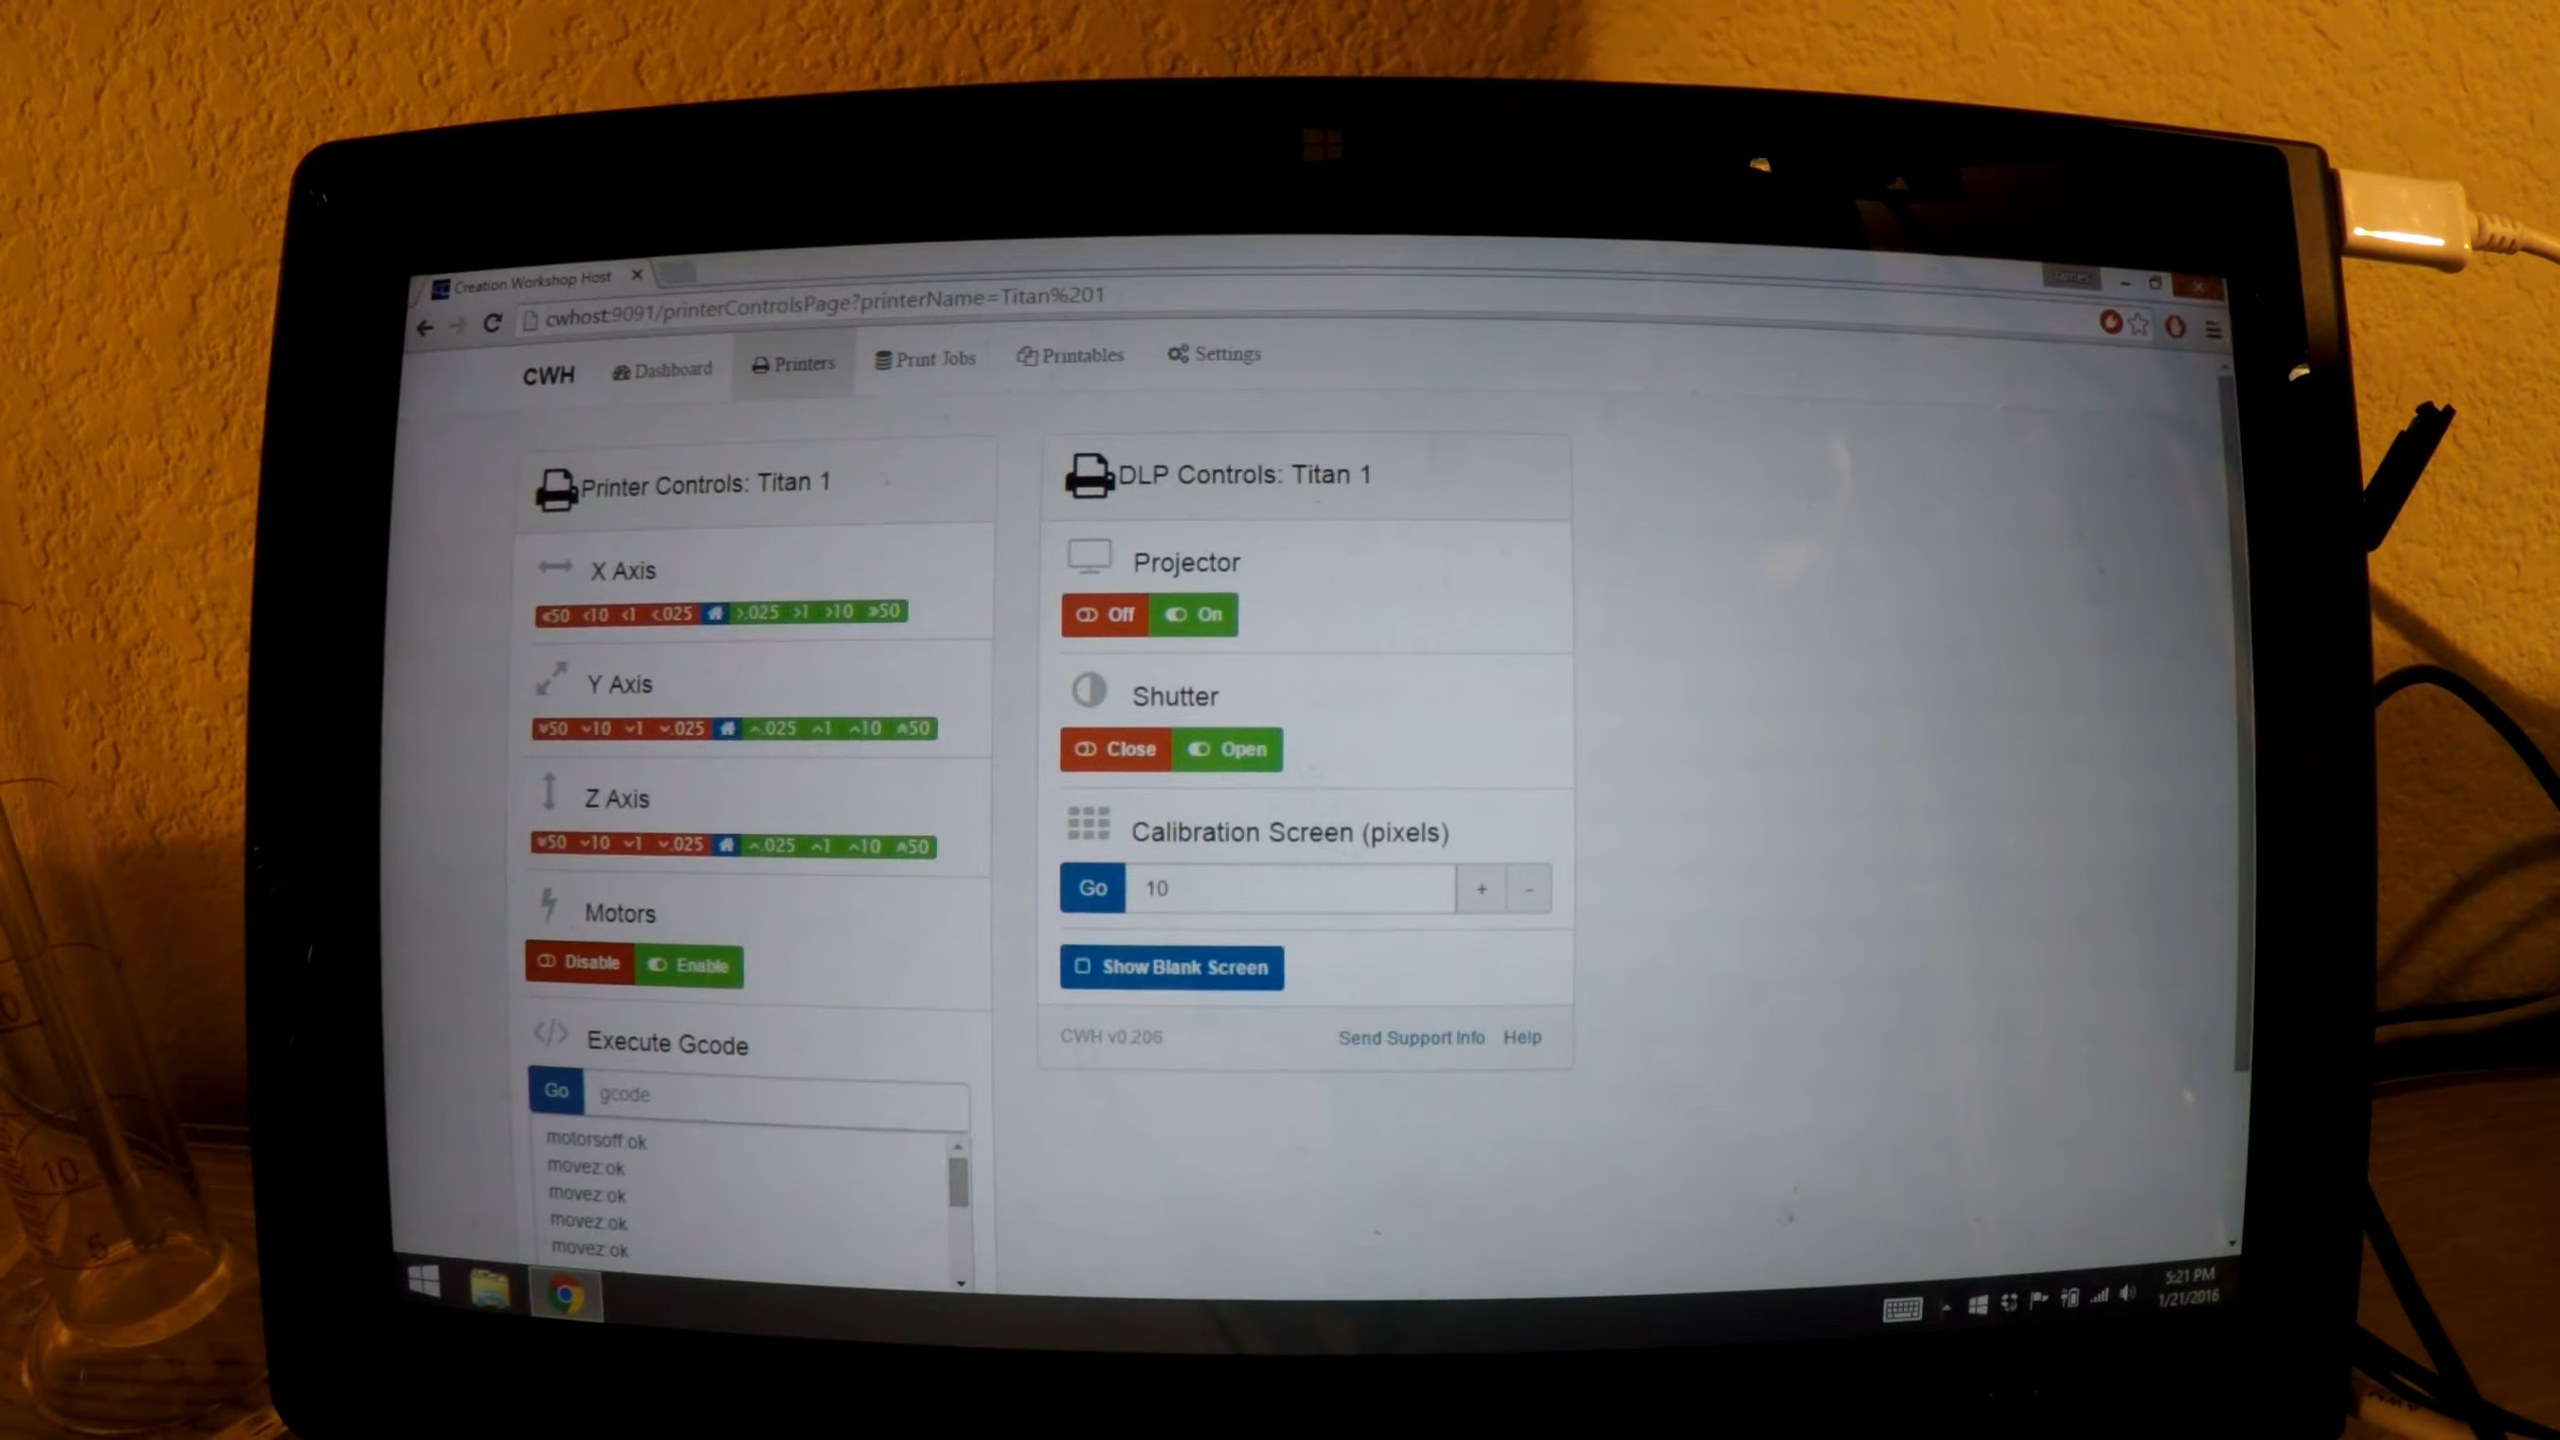 Creation Workshop Host
cwhost:9091/printerControlsPage?printerName=Titan%201
CWH Dashboard Printers Print Jobs Printables Settings
Printer Controls: Titan 1
X Axis
<50 <10 <1 <.025 >.025 >1 >10 >50
Y Axis
50 10 1 .025 .025 1 10 50
Z Axis
50 10 1 .025 .025 1 10 50
Motors
Disable Enable
Execute Gcode
Go gcode
motorsoff:ok
movez:ok
movez:ok
movez:ok
movez:ok
DLP Controls: Titan 1
Projector
Off On
Shutter
Close Open
Calibration Screen (pixels)
Go 10 + -
Show Blank Screen
CWH v0.206 Send Support Info Help
5:21 PM
1/21/2016
10
5